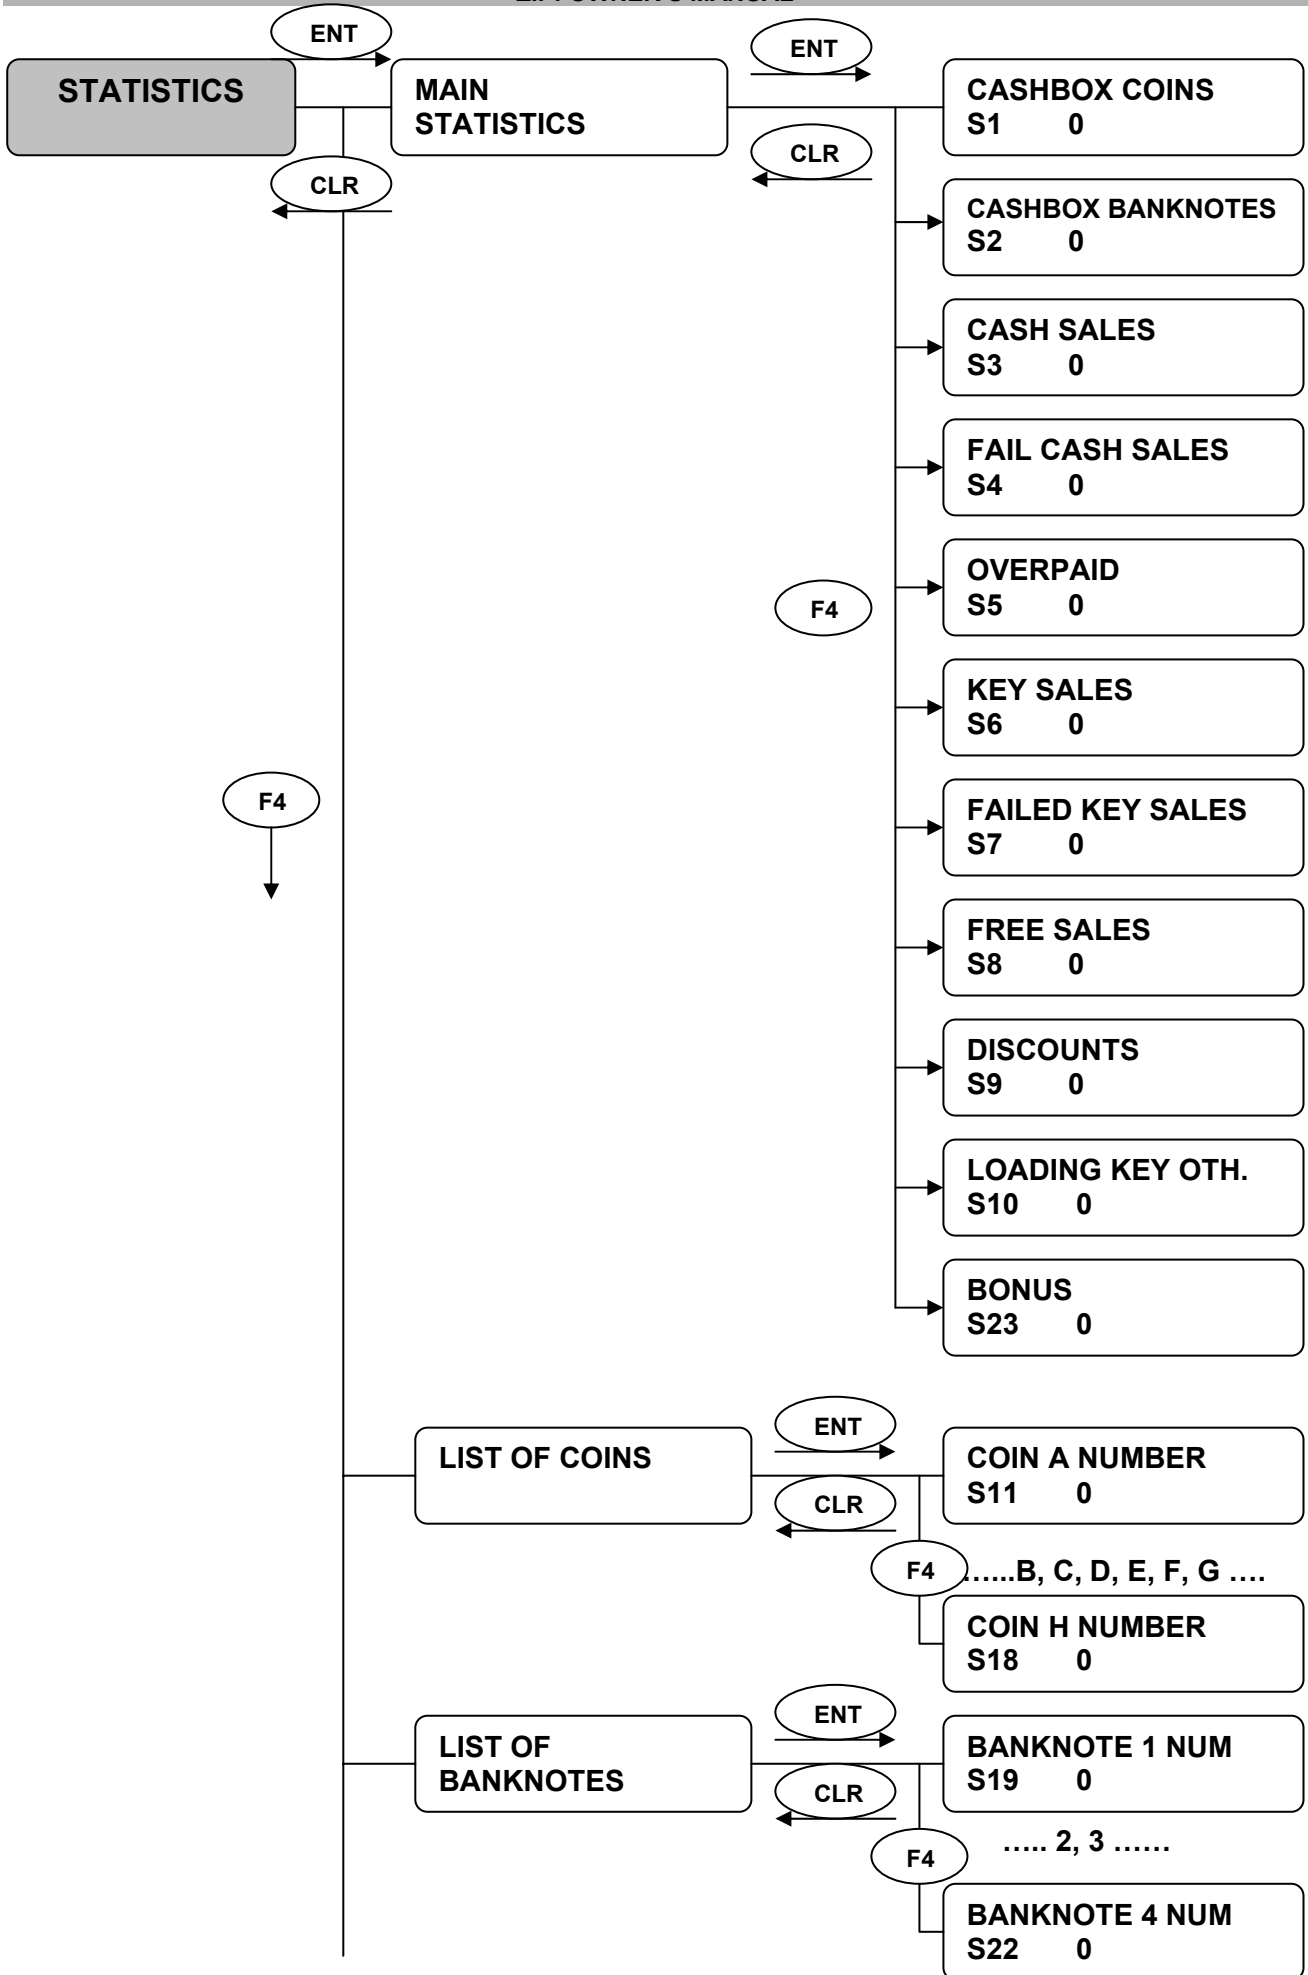 ENT
ENT
STATISTICS
MAIN
STATISTICS
CASHBOX COINS
S1 0
CLR
CLR
CASHBOX BANKNOTES
S2 0
CASH SALES
S3 0
FAIL CASH SALES
S4 0
OVERPAID
S5 0
F4
KEY SALES
S6 0
F4
FAILED KEY SALES
S7 0
FREE SALES
S8 0
DISCOUNTS
S9 0
LOADING KEY OTH.
S10 0
BONUS
S23 0
ENT
LIST OF COINS
COIN A NUMBER
S11 0
CLR
F4
......B, C, D, E, F, G ....
COIN H NUMBER
S18 0
ENT
LIST OF
BANKNOTES
BANKNOTE 1 NUM
S19 0
CLR
F4
..... 2, 3 ......
BANKNOTE 4 NUM
S22 0